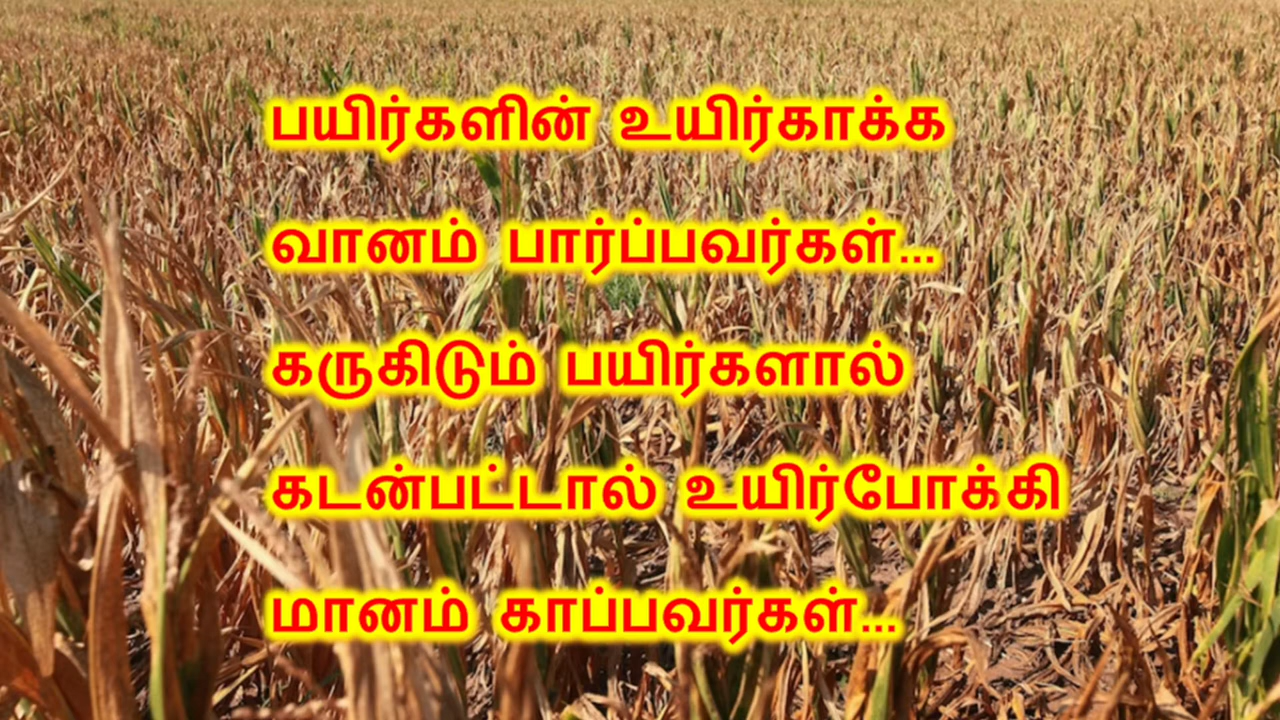 பயிர்களின் உயிர்காக்க
வானம் பார்ப்பவர்கள்...
கருகிடும் பயிர்களால்
கடன்பட்டால் உயிர்போக்கி
மானம் காப்பவர்கள்...